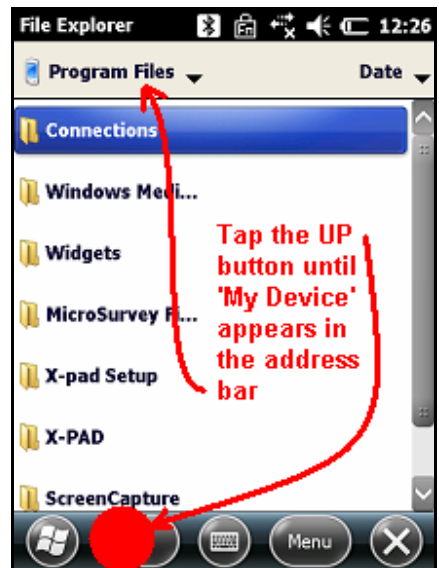 File Explorer 12:26
Program Files Date
Connections
Windows Medi...
Widgets
MicroSurvey Fi...
X-pad Setup
X-PAD
ScreenCapture
Tap the UP
button until
'My Device'
appears in
the address
bar
Menu